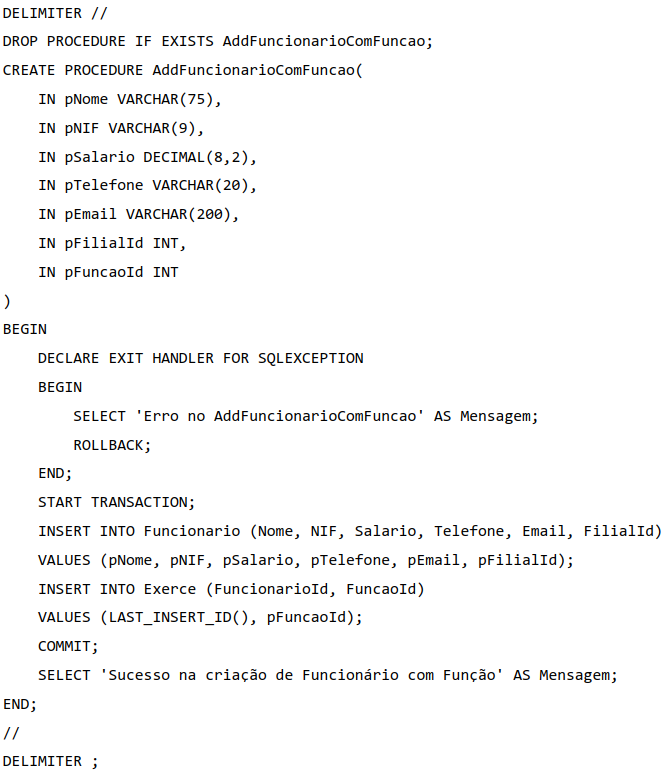 DELIMITER //
DROP PROCEDURE IF EXISTS AddFuncionarioComFuncao;
CREATE PROCEDURE AddFuncionarioComFuncao(
    IN pNome VARCHAR(75),
    IN pNIF VARCHAR(9),
    IN pSalario DECIMAL(8,2),
    IN pTelefone VARCHAR(20),
    IN pEmail VARCHAR(200),
    IN pFilialId INT,
    IN pFuncaoId INT
)
BEGIN
    DECLARE EXIT HANDLER FOR SQLEXCEPTION
    BEGIN
        SELECT 'Erro no AddFuncionarioComFuncao' AS Mensagem;
        ROLLBACK;
    END;
    START TRANSACTION;
    INSERT INTO Funcionario (Nome, NIF, Salario, Telefone, Email, FilialId)
    VALUES (pNome, pNIF, pSalario, pTelefone, pEmail, pFilialId);
    INSERT INTO Exerce (FuncionarioId, FuncaoId)
    VALUES (LAST_INSERT_ID(), pFuncaoId);
    COMMIT;
    SELECT 'Sucesso na criação de Funcionário com Função' AS Mensagem;
END;
//
DELIMITER ;